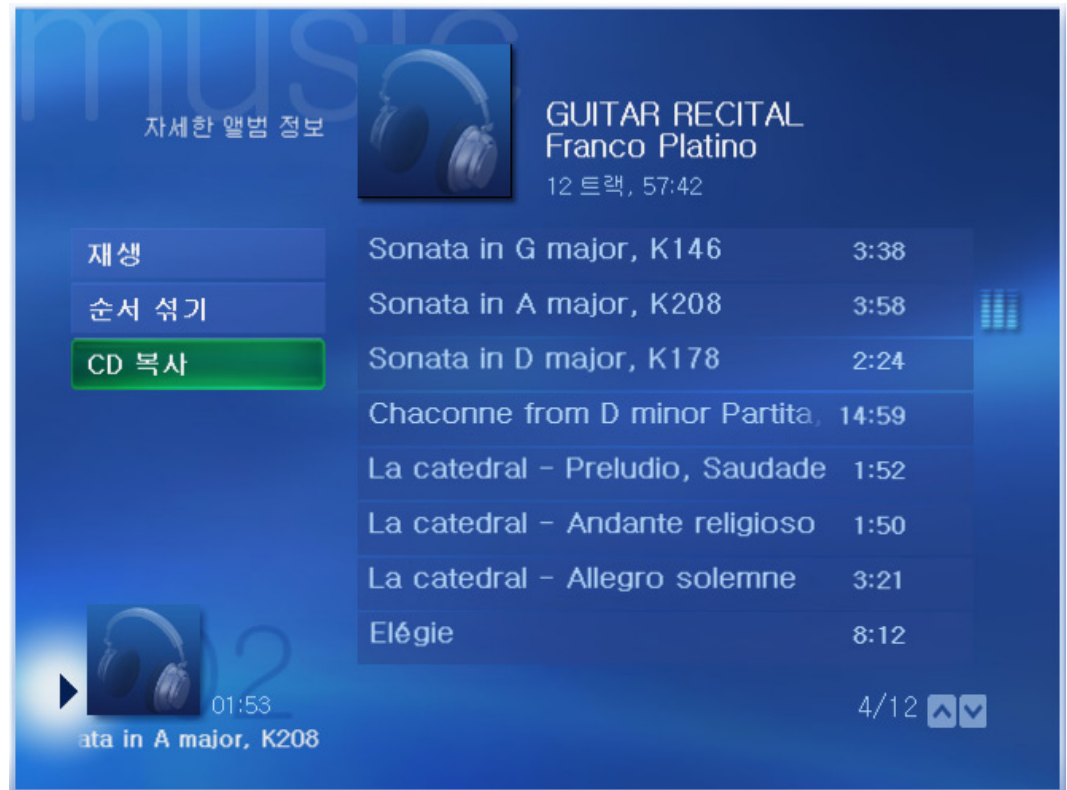 music
자세한 앨범 정보
GUITAR RECITAL
Franco Platino
12 트랙, 57:42
재생
순서 섞기
CD 복사
Sonata in G major, K146 3:38
Sonata in A major, K208 3:58
Sonata in D major, K178 2:24
Chaconne from D minor Partita, 14:59
La catedral - Preludio, Saudade 1:52
La catedral - Andante religioso 1:50
La catedral - Allegro solemne 3:21
Elégie 8:12
02
01:53
ata in A major, K208
4/12